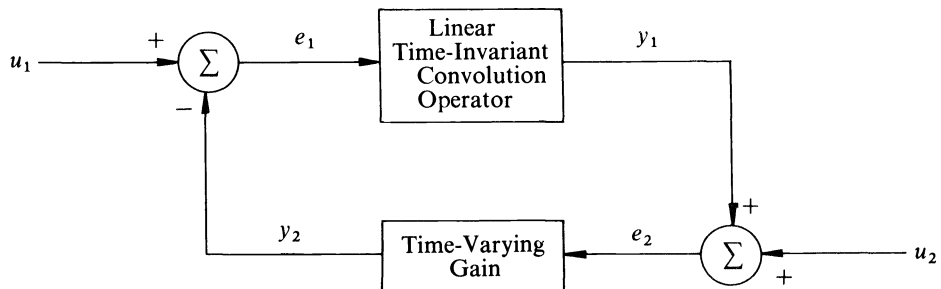 Linear
Time-Invariant
Convolution
Operator
e₁
y₁
+
u₁
Σ
−
+
y₂
Time-Varying
Gain
e₂
Σ
u₂
+